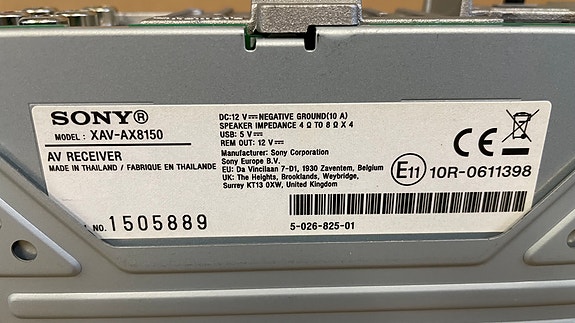 SONY®
MODEL: XAV-AX8150
AV RECEIVER
MADE IN THAILAND / FABRIQUE EN THAILANDE
NO. 1505889
DC:12 V⎓NEGATIVE GROUND(10 A)
SPEAKER IMPEDANCE 4 Ω TO 8 Ω X 4
USB: 5 V⎓
REM OUT: 12 V⎓
Manufacturer: Sony Corporation
Sony Europe B.V.
EU: Da Vincilaan 7-D1, 1930 Zaventem, Belgium
UK: The Heights, Brooklands, Weybridge,
Surrey KT13 0XW, United Kingdom
5-026-825-01
CE
E11 10R-0611398